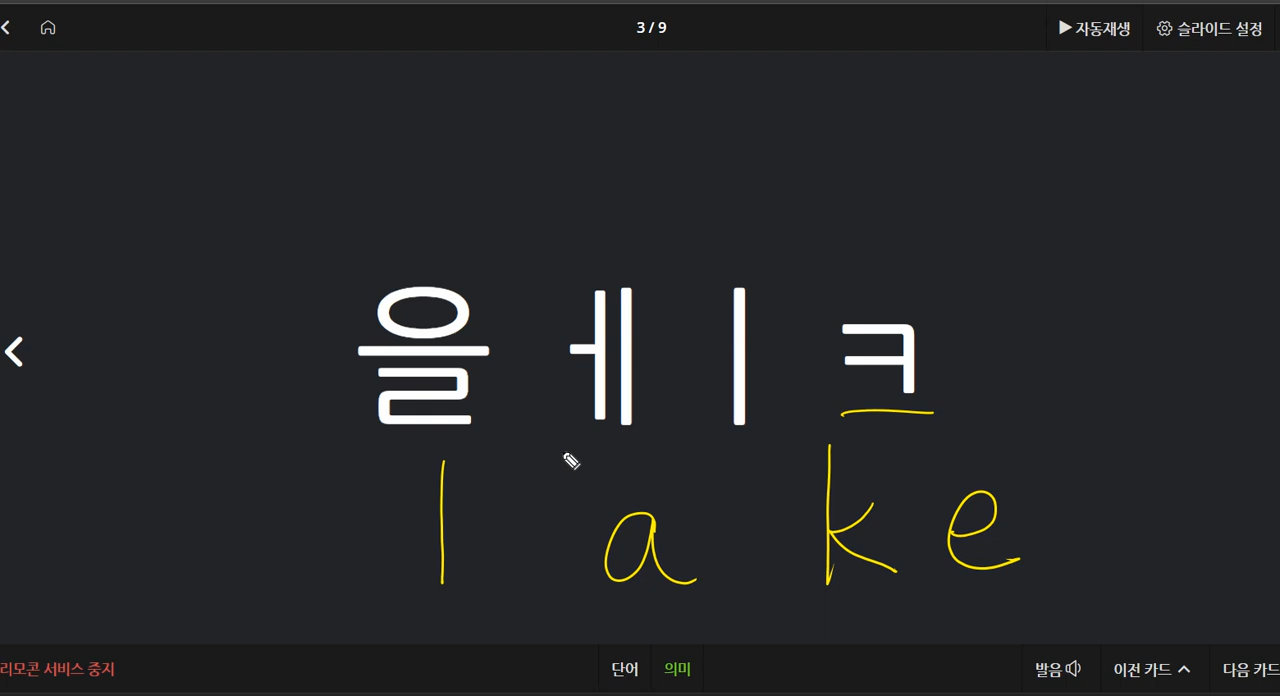 3 / 9
▶ 자동재생
슬라이드 설정
을 ㅔ ㅣ ㅋ
l a k e
리모콘 서비스 중지
단어
의미
발음
이전 카드
다음 카드